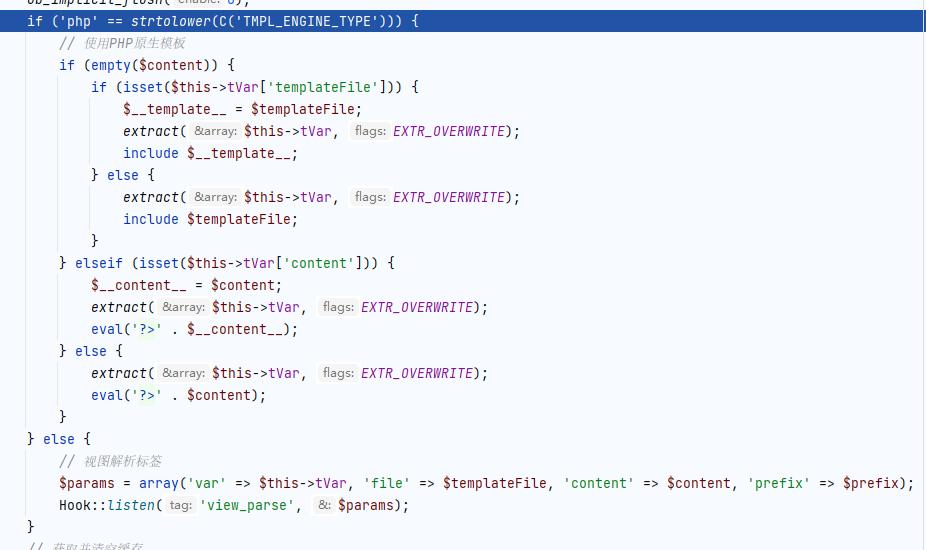 ob_implicit_flush( enable: 0);
if ('php' == strtolower(C('TMPL_ENGINE_TYPE'))) {
// 使用PHP原生模板
if (empty($content)) {
if (isset($this->tVar['templateFile'])) {
$__template__ = $templateFile;
extract( &array: $this->tVar, flags: EXTR_OVERWRITE);
include $__template__;
} else {
extract( &array: $this->tVar, flags: EXTR_OVERWRITE);
include $templateFile;
}
} elseif (isset($this->tVar['content'])) {
$__content__ = $content;
extract( &array: $this->tVar, flags: EXTR_OVERWRITE);
eval('?>' . $__content__);
} else {
extract( &array: $this->tVar, flags: EXTR_OVERWRITE);
eval('?>' . $content);
}
} else {
// 视图解析标签
$params = array('var' => $this->tVar, 'file' => $templateFile, 'content' => $content, 'prefix' => $prefix);
Hook::listen( tag: 'view_parse', &: $params);
}
// 获取并清空缓存